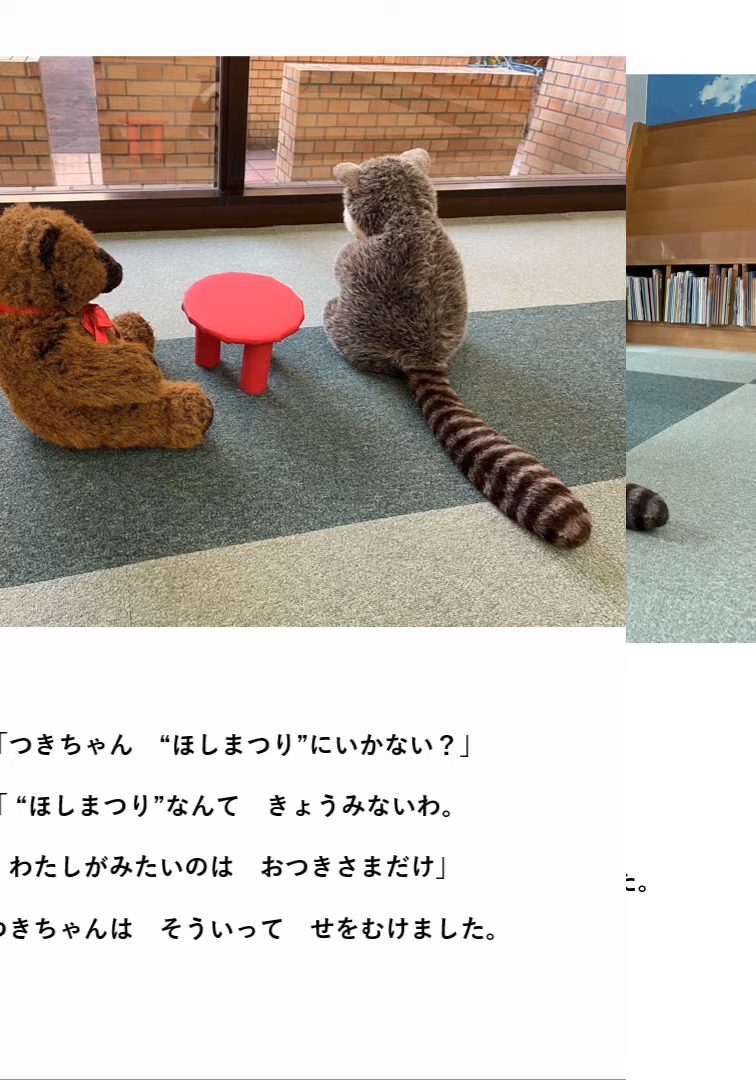 「つきちゃん　“ほしまつり”にいかない？」
「“ほしまつり”なんて　きょうみないわ。
わたしがみたいのは　おつきさまだけ」
つきちゃんは　そういって　せをむけました。
た。